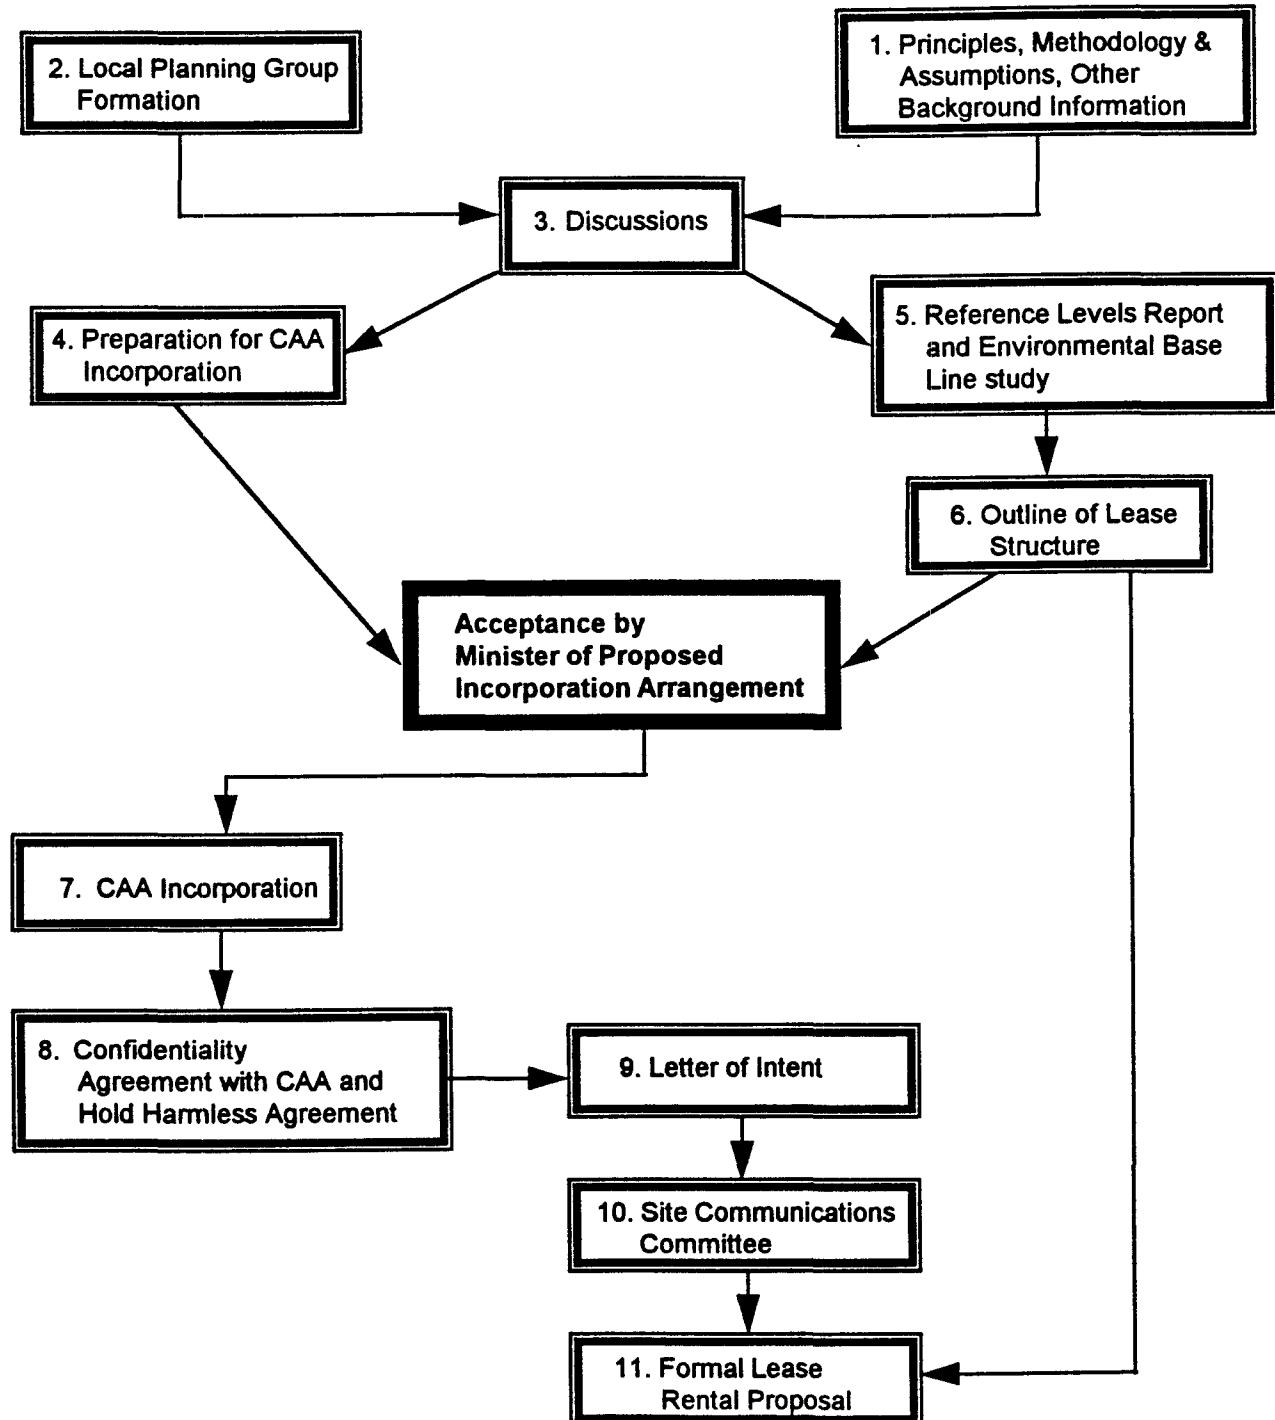 2. Local Planning Group
Formation
1. Principles, Methodology &
Assumptions, Other
Background Information
3. Discussions
4. Preparation for CAA
Incorporation
5. Reference Levels Report
and Environmental Base
Line study
6. Outline of Lease
Structure
Acceptance by
Minister of Proposed
Incorporation Arrangement
7. CAA Incorporation
8. Confidentiality
Agreement with CAA and
Hold Harmless Agreement
9. Letter of Intent
10. Site Communications
Committee
11. Formal Lease
Rental Proposal